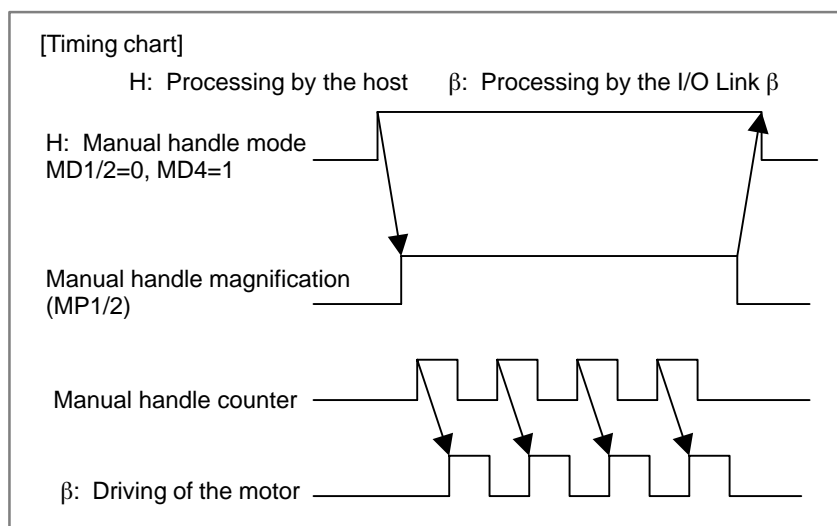 [Timing chart]
H: Processing by the host β: Processing by the I/O Link β
H: Manual handle mode
MD1/2=0, MD4=1
Manual handle magnification
(MP1/2)
Manual handle counter
β: Driving of the motor